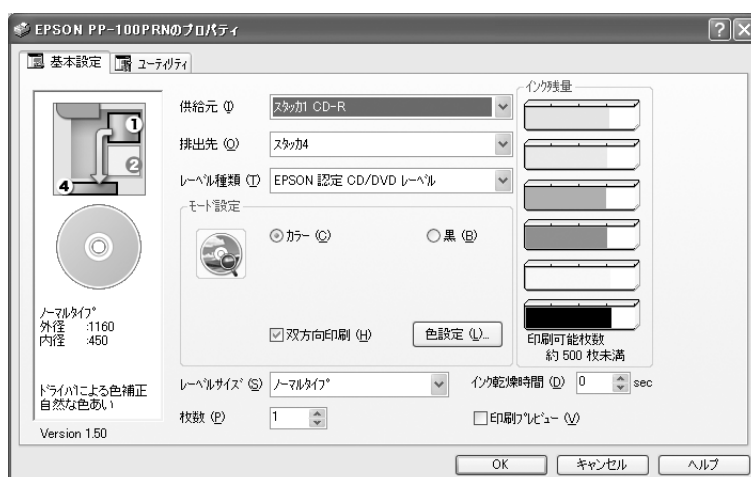 EPSON PP-100PRNのプロパティ
基本設定
ユーティリティ
1
2
4
ノーマルタイプ
外径 :1160
内径 :450
ドライバによる色補正
自然な色あい
Version 1.50
供給元 (I)
スタッカ1 CD-R
排出先 (O)
スタッカ4
レーベル種類 (T)
EPSON 認定 CD/DVD レーベル
モード設定
カラー (C)
黒 (B)
双方向印刷 (H)
色設定 (L)...
レーベルサイズ (S)
ノーマルタイプ
インク乾燥時間 (D)
0
sec
枚数 (P)
1
印刷プレビュー (V)
インク残量
印刷可能枚数
約 500 枚未満
OK
キャンセル
ヘルプ